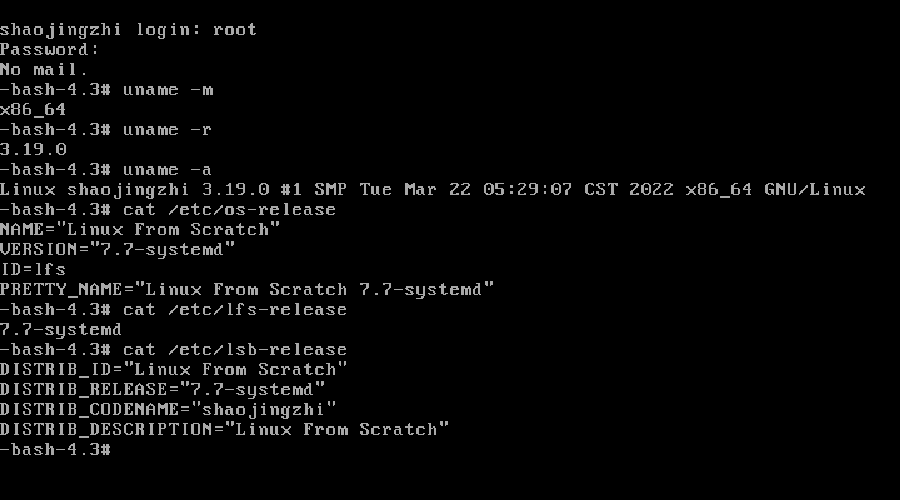 shaojingzhi login: root
Password:
No mail.
-bash-4.3# uname -m
x86_64
-bash-4.3# uname -r
3.19.0
-bash-4.3# uname -a
Linux shaojingzhi 3.19.0 #1 SMP Tue Mar 22 05:29:07 CST 2022 x86_64 GNU/Linux
-bash-4.3# cat /etc/os-release
NAME="Linux From Scratch"
VERSION="7.7-systemd"
ID=lfs
PRETTY_NAME="Linux From Scratch 7.7-systemd"
-bash-4.3# cat /etc/lfs-release
7.7-systemd
-bash-4.3# cat /etc/lsb-release
DISTRIB_ID="Linux From Scratch"
DISTRIB_RELEASE="7.7-systemd"
DISTRIB_CODENAME="shaojingzhi"
DISTRIB_DESCRIPTION="Linux From Scratch"
-bash-4.3#